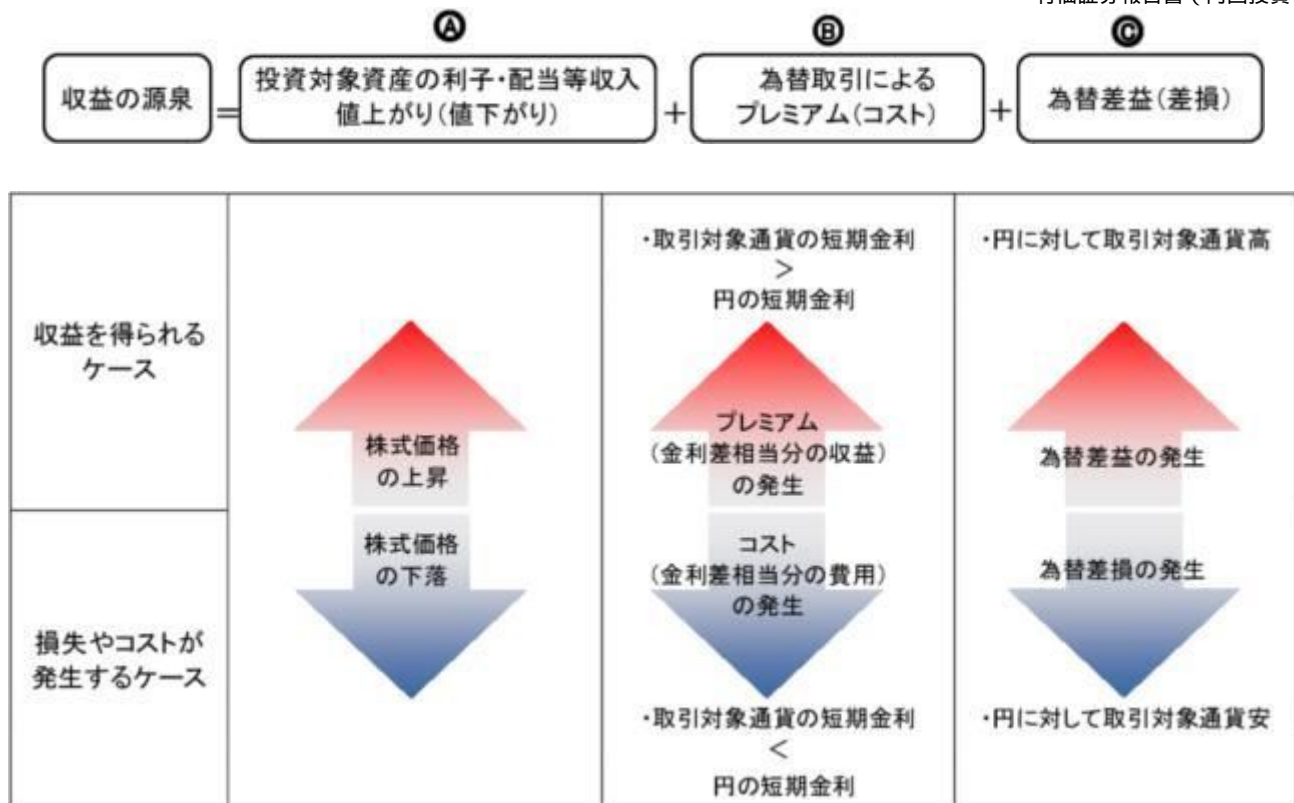 Ⓐ
Ⓑ
Ⓒ
収益の源泉
=
投資対象資産の利子・配当等収入
値上がり(値下がり)
+
為替取引による
プレミアム(コスト)
+
為替差益(差損)
収益を得られる
ケース
株式価格
の上昇
・取引対象通貨の短期金利
>
円の短期金利
プレミアム
(金利差相当分の収益)
の発生
・円に対して取引対象通貨高
為替差益の発生
損失やコストが
発生するケース
株式価格
の下落
コスト
(金利差相当分の費用)
の発生
・取引対象通貨の短期金利
<
円の短期金利
為替差損の発生
・円に対して取引対象通貨安